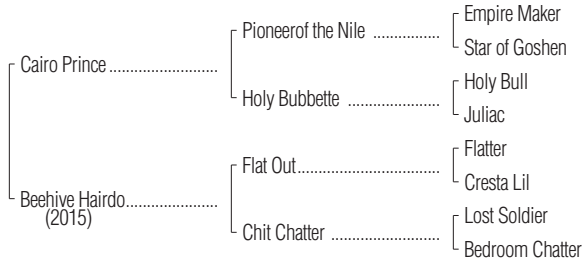 Empire Maker
Pioneerof the Nile ................
Star of Goshen
Cairo Prince ..........................
Holy Bull
Holy Bubbette ......................
Juliac
Flatter
Flat Out..................................
Cresta Lil
Beehive Hairdo......................
(2015)
Lost Soldier
Chit Chatter ..........................
Bedroom Chatter